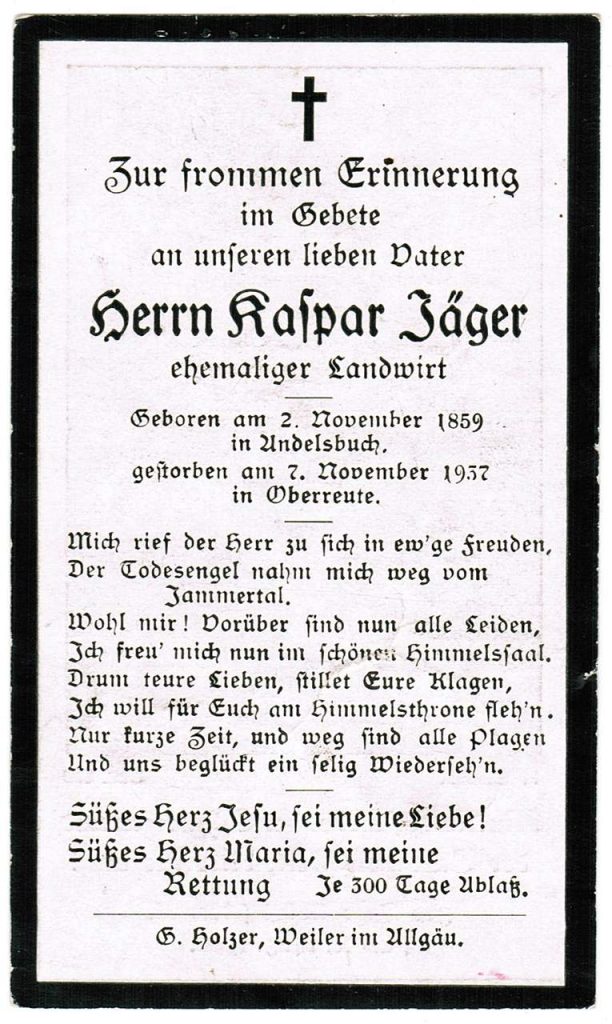 Zur frommen Erinnerung
im Gebete
an unseren lieben Vater
Herrn Kaspar Jäger
ehemaliger Landwirt
Geboren am 2. November 1859
in Andelsbuch,
gestorben am 7. November 1937
in Oberreute.
Mich rief der Herr zu sich in ew'ge Freuden,
Der Todesengel nahm mich weg vom
Jammertal.
Wohl mir! Vorüber sind nun alle Leiden,
Ich freu' mich nun im schönen Himmelssaal.
Drum teure Lieben, stillet Eure Klagen,
Ich will für Euch am Himmelsthrone fleh'n.
Nur kurze Zeit, und weg sind alle Plagen
Und uns beglückt ein selig Wiederseh'n.
Süßes Herz Jesu, sei meine Liebe!
Süßes Herz Maria, sei meine
Rettung Je 300 Tage Ablaß.
G. Holzer, Weiler im Allgäu.